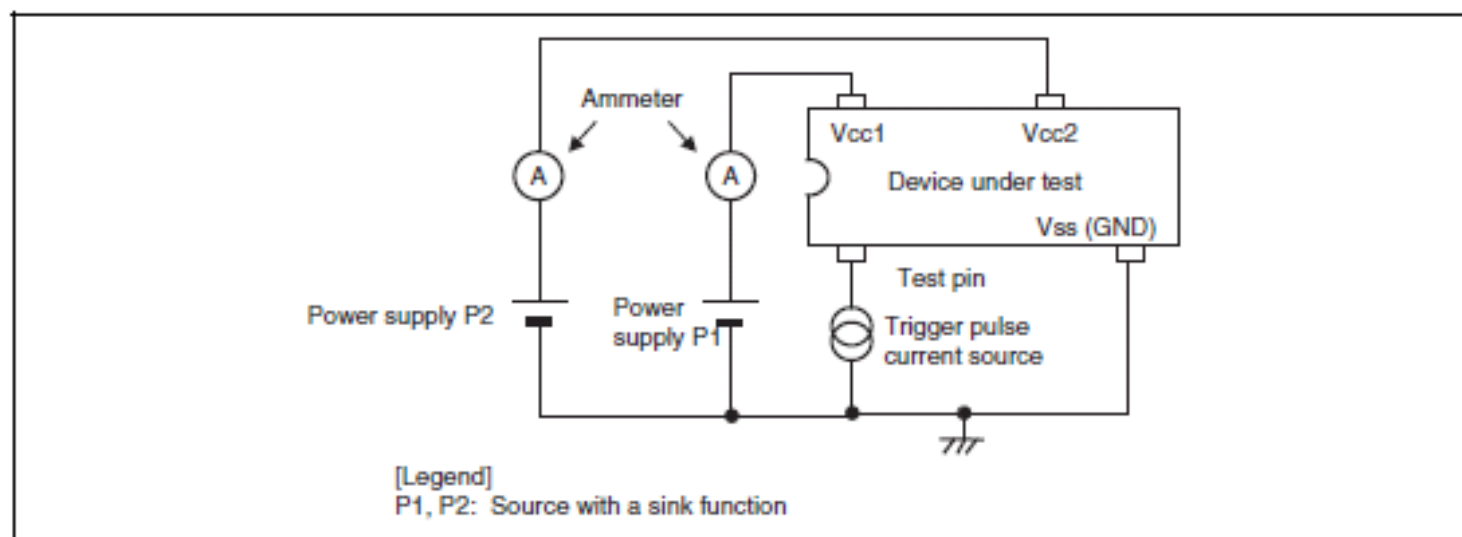 Ammeter
Vcc1
Vcc2
A
A
Device under test
Vss (GND)
Test pin
Power supply P2
Power
supply P1
Trigger pulse
current source
[Legend]
P1, P2: Source with a sink function